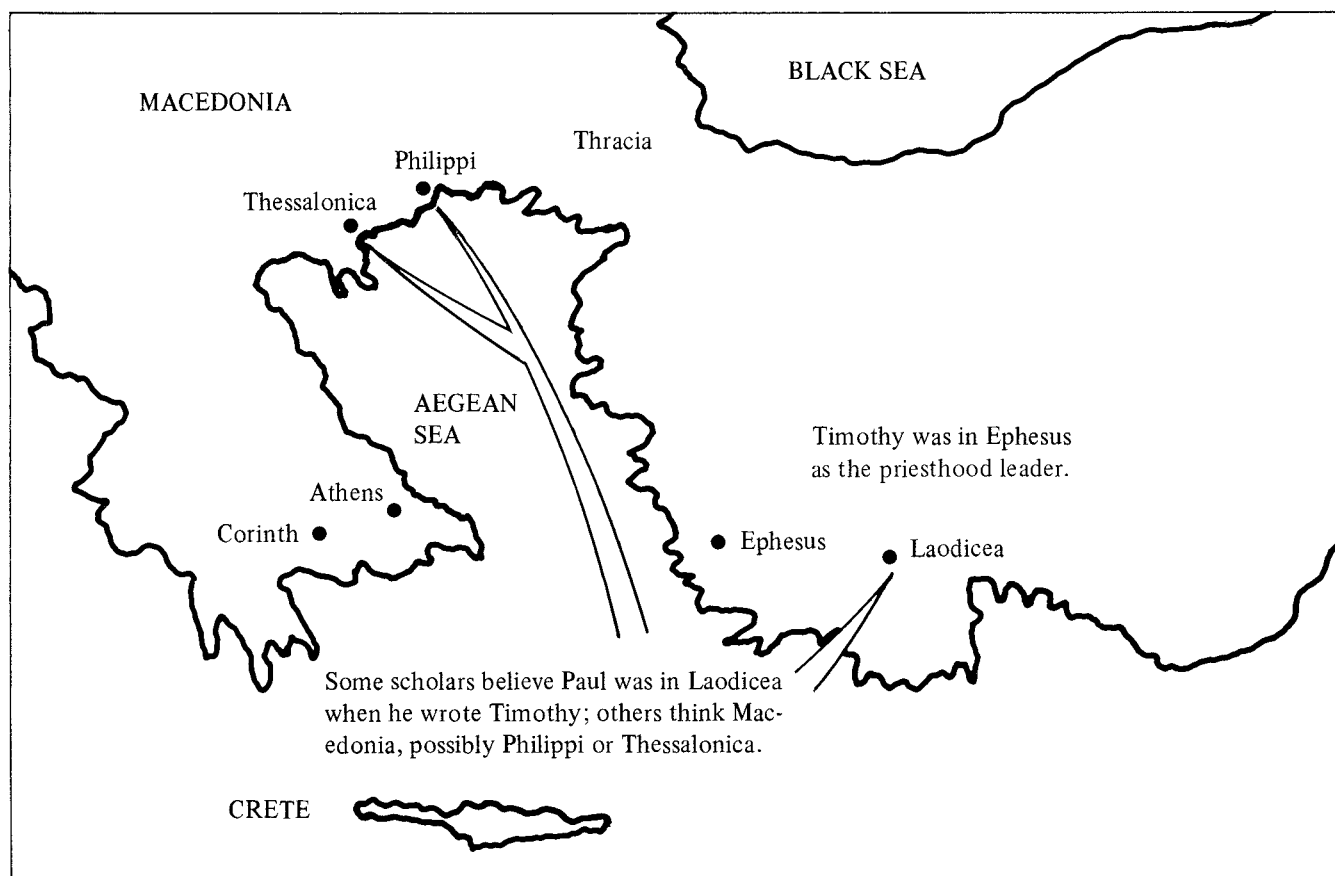 BLACK SEA
MACEDONIA
Thracia
Philippi
Thessalonica
AEGEAN
SEA
Timothy was in Ephesus
as the priesthood leader.
Athens
Corinth
Ephesus
Laodicea
Some scholars believe Paul was in Laodicea
when he wrote Timothy; others think Mac-
edonia, possibly Philippi or Thessalonica.
CRETE